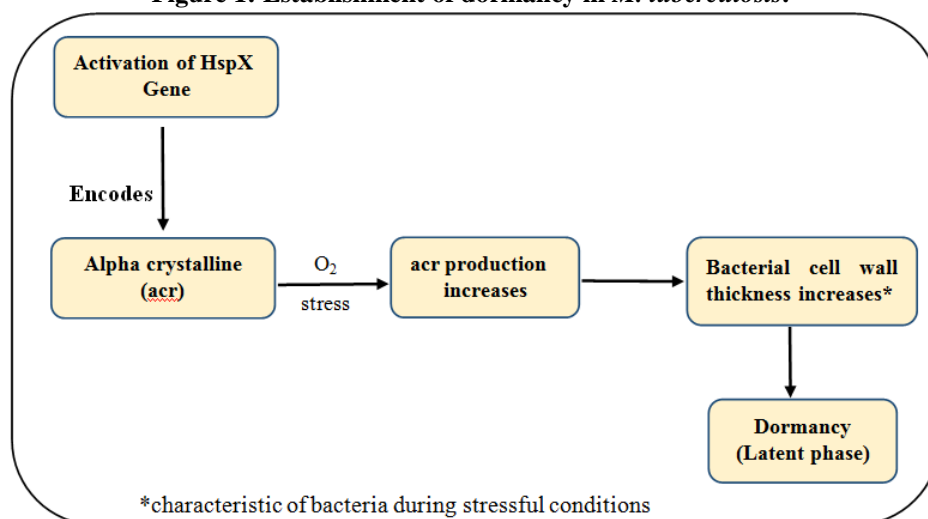 Figure 1: Establishment of dormancy in M. tuberculosis.
Activation of HspX
Gene
Encodes
Alpha crystalline
(acr)
O₂
stress
acr production
increases
Bacterial cell wall
thickness increases*
Dormancy
(Latent phase)
*characteristic of bacteria during stressful conditions